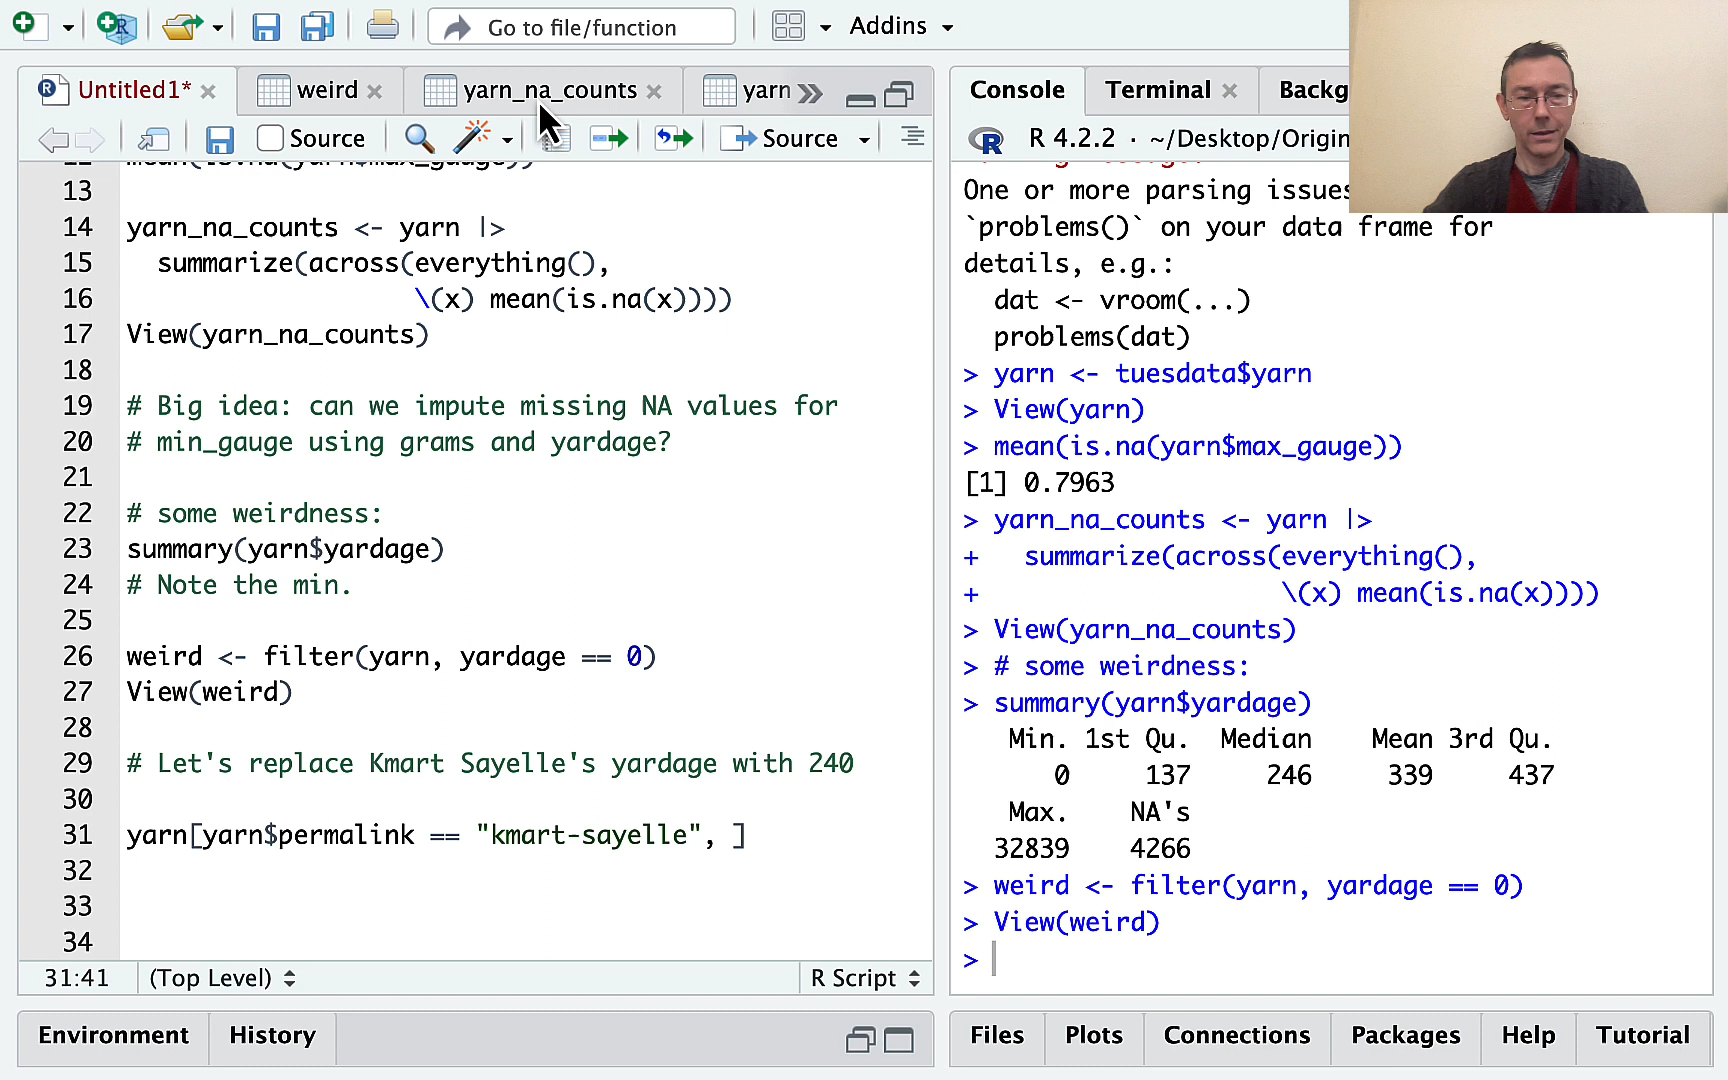 Go to file/function
Addins
Untitled1*
weird
yarn_na_counts
yarn
Source
Source
13
14 yarn_na_counts <- yarn |>
15 summarize(across(everything(),
16 \(x) mean(is.na(x))))
17 View(yarn_na_counts)
18
19 # Big idea: can we impute missing NA values for
20 # min_gauge using grams and yardage?
21
22 # some weirdness:
23 summary(yarn$yardage)
24 # Note the min.
25
26 weird <- filter(yarn, yardage == 0)
27 View(weird)
28
29 # Let's replace Kmart Sayelle's yardage with 240
30
31 yarn[yarn$permalink == "kmart-sayelle", ]
32
33
34
31:41
(Top Level)
R Script
Environment
History
Console
Terminal
Backg
R 4.2.2 · ~/Desktop/Origin
One or more parsing issues
`problems()` on your data frame for
details, e.g.:
dat <- vroom(...)
problems(dat)
> yarn <- tuesdata$yarn
> View(yarn)
> mean(is.na(yarn$max_gauge))
[1] 0.7963
> yarn_na_counts <- yarn |>
+ summarize(across(everything(),
+ \(x) mean(is.na(x))))
> View(yarn_na_counts)
> # some weirdness:
> summary(yarn$yardage)
Min. 1st Qu. Median Mean 3rd Qu.
0 137 246 339 437
Max. NA's
32839 4266
> weird <- filter(yarn, yardage == 0)
> View(weird)
>
Files
Plots
Connections
Packages
Help
Tutorial